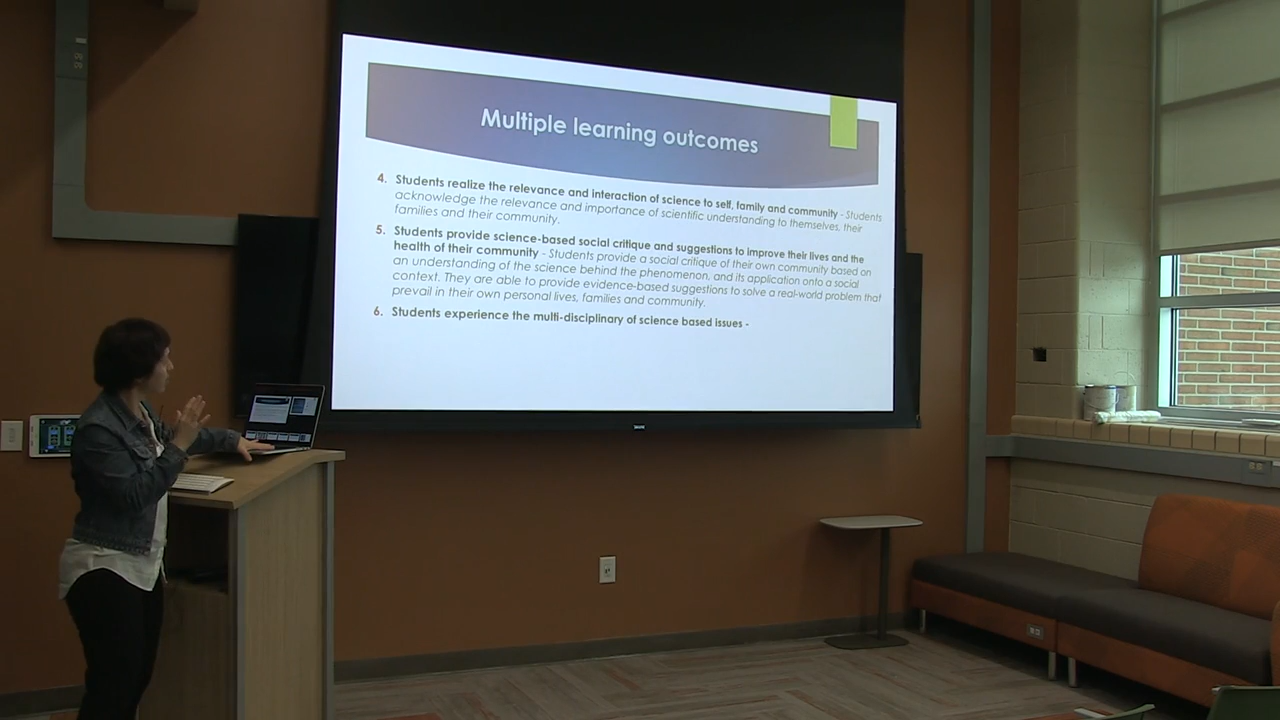 Multiple learning outcomes
4. Students realize the relevance and interaction of science to self, family and community - Students
acknowledge the relevance and importance of scientific understanding to themselves, their
families and their community.
5. Students provide science-based social critique and suggestions to improve their lives and the
health of their community - Students provide a social critique of their own community based on
an understanding of the science behind the phenomenon, and its application onto a social
context. They are able to provide evidence-based suggestions to solve a real-world problem that
prevail in their own personal lives, families and community.
6. Students experience the multi-disciplinary of science based issues -